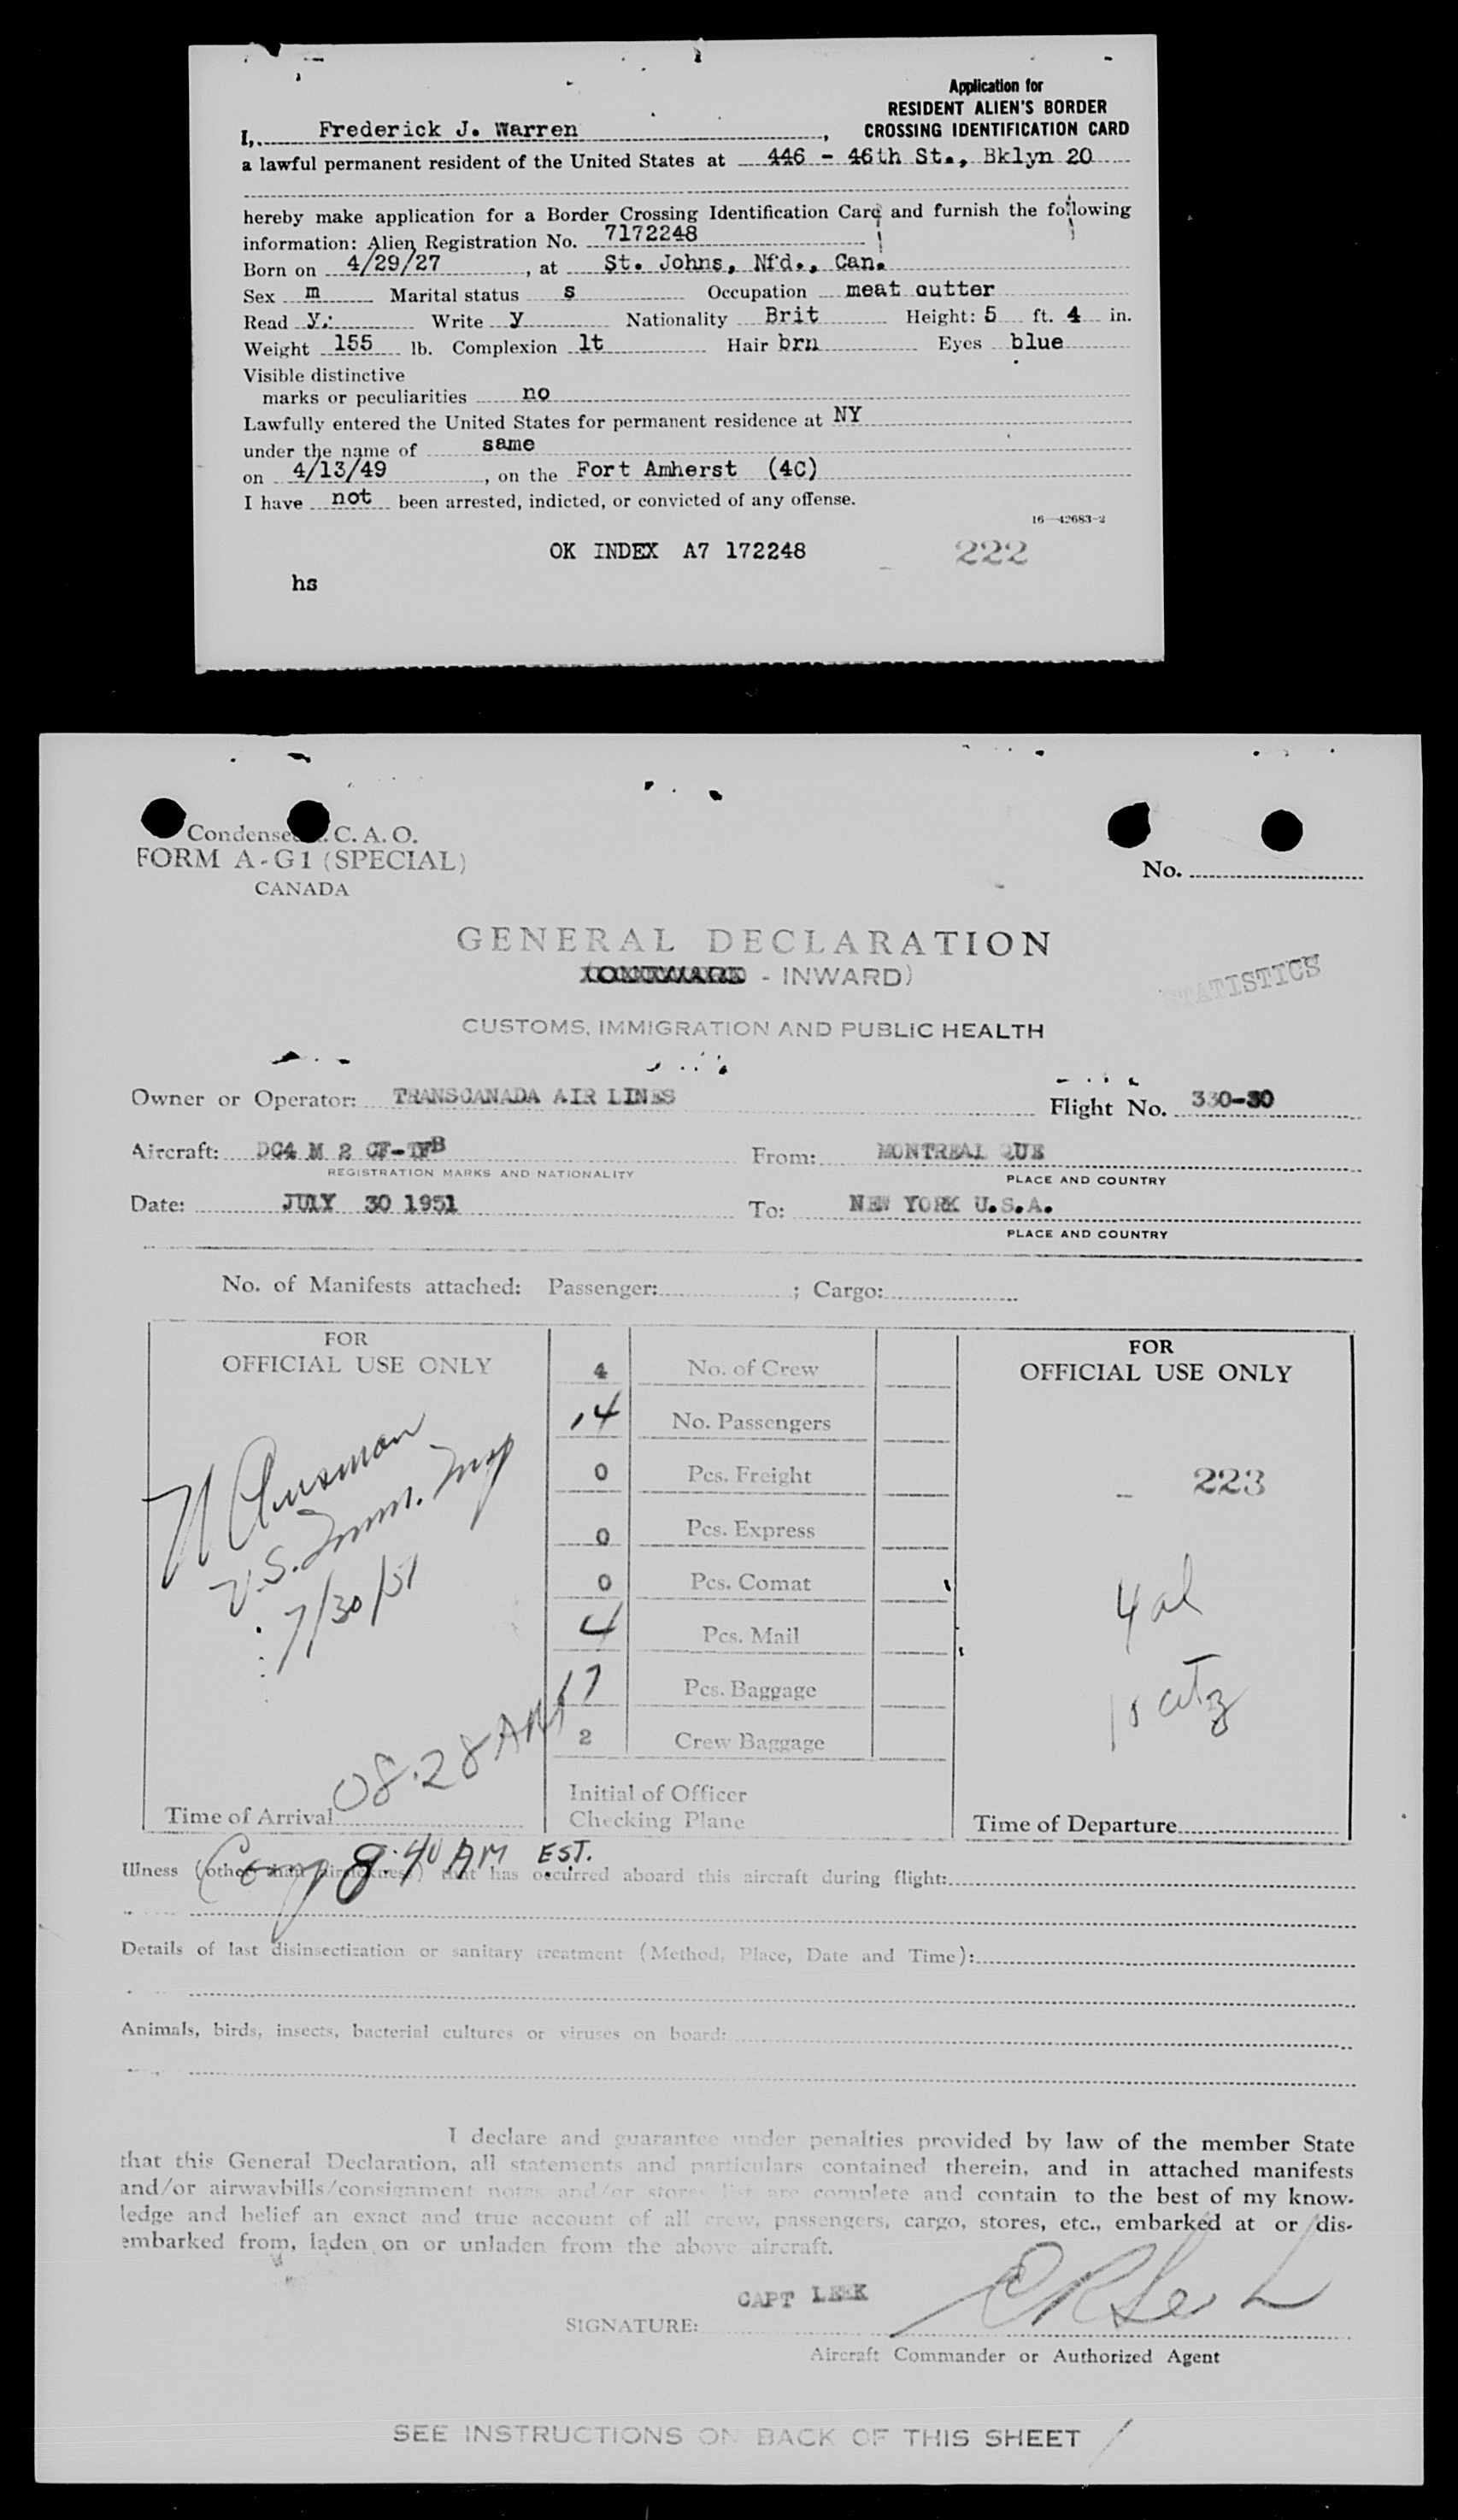 Application for
RESIDENT ALIEN'S BORDER
CROSSING IDENTIFICATION CARD
I, Frederick J. Warren,
a lawful permanent resident of the United States at 446 - 46th St., Bklyn 20
hereby make application for a Border Crossing Identification Card and furnish the following
information: Alien Registration No. 7172248
Born on 4/29/27, at St. Johns, Nfd., Can.
Sex m Marital status s Occupation meat cutter
Read y. Write y Nationality Brit Height: 5 ft. 4 in.
Weight 155 lb. Complexion lt Hair brn Eyes blue
Visible distinctive
marks or peculiarities no
Lawfully entered the United States for permanent residence at NY
under the name of same
on 4/13/49, on the Fort Amherst (4C)
I have not been arrested, indicted, or convicted of any offense.
16—42683-2
OK INDEX A7 172248 222
hs
Condensed C. A. O.
FORM A-G1 (SPECIAL)
CANADA
No.
GENERAL DECLARATION
- INWARD)
STATISTICS
CUSTOMS, IMMIGRATION AND PUBLIC HEALTH
Owner or Operator: TRANSCANADA AIR LINES Flight No. 330-30
Aircraft: DC4 M 2 CF-TFB From: MONTREAL QUE
REGISTRATION MARKS AND NATIONALITY PLACE AND COUNTRY
Date: JULY 30 1951 To: NEW YORK U.S.A.
PLACE AND COUNTRY
No. of Manifests attached: Passenger: ; Cargo:
FOR
OFFICIAL USE ONLY
U.S. Imm. Insp
7/30/51
4 No. of Crew
14 No. Passengers
0 Pcs. Freight
0 Pcs. Express
0 Pcs. Comat
4 Pcs. Mail
17 Pcs. Baggage
2 Crew Baggage
Initial of Officer
Checking Plane
Time of Arrival 08.28 AM
FOR
OFFICIAL USE ONLY
223
4 al
10 ctz
Time of Departure
Comp 8:40 AM EST.
Illness (other than airsickness) that has occurred aboard this aircraft during flight:
Details of last disinsectization or sanitary treatment (Method, Place, Date and Time):
Animals, birds, insects, bacterial cultures or viruses on board:
I declare and guarantee under penalties provided by law of the member State
that this General Declaration, all statements and particulars contained therein, and in attached manifests
and/or airwaybills/consignment notes and/or stores list are complete and contain to the best of my know-
ledge and belief an exact and true account of all crew, passengers, cargo, stores, etc., embarked at or dis-
embarked from, laden on or unladen from the above aircraft.
CAPT LEEK
SIGNATURE:
Aircraft Commander or Authorized Agent
SEE INSTRUCTIONS ON BACK OF THIS SHEET